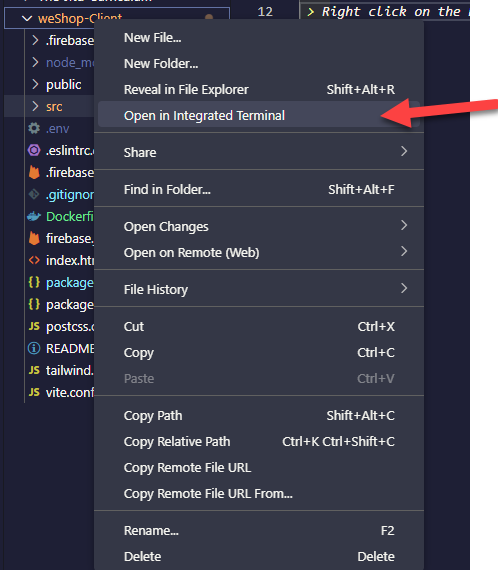 weShop-Client
.firebase
node_mo
public
src
.env
.eslintrc.c
.firebase
.gitignor
Dockerfi
firebase.
index.ht
package
package
postcss.c
README
tailwind.
vite.conf
12
> Right click on the
New File...
New Folder...
Reveal in File Explorer Shift+Alt+R
Open in Integrated Terminal
Share
Find in Folder... Shift+Alt+F
Open Changes
Open on Remote (Web)
File History
Cut Ctrl+X
Copy Ctrl+C
Paste Ctrl+V
Copy Path Shift+Alt+C
Copy Relative Path Ctrl+K Ctrl+Shift+C
Copy Remote File URL
Copy Remote File URL From...
Rename... F2
Delete Delete